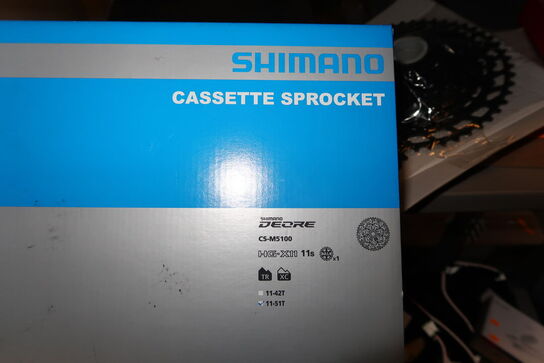 SHIMANO
CASSETTE SPROCKET
SHIMANO
DEORE
CS-M5100
HG-X11 11s x1
TR XC
11-42T
11-51T